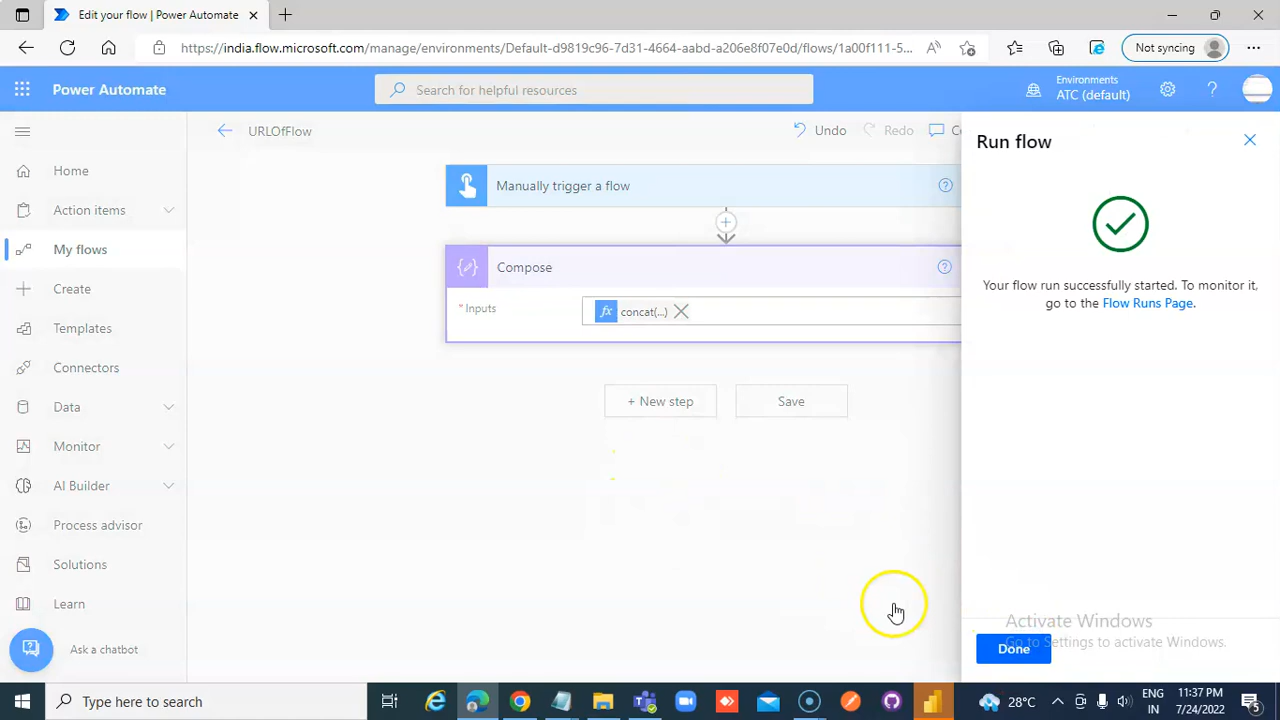 Edit your flow | Power Automate
https://india.flow.microsoft.com/manage/environments/Default-d9819c96-7d31-4664-aabd-a206e8f07e0d/flows/1a00f111-5...
Not syncing
Power Automate
Search for helpful resources
Environments
ATC (default)
URLOfFlow
Undo
Redo
Run flow
Home
Action items
My flows
Create
Templates
Connectors
Data
Monitor
AI Builder
Process advisor
Solutions
Learn
Ask a chatbot
Manually trigger a flow
Compose
* Inputs
fx concat(...)
+ New step
Save
Your flow run successfully started. To monitor it,
go to the Flow Runs Page.
Activate Windows
Go to Settings to activate Windows.
Done
Type here to search
28°C
ENG
IN
11:37 PM
7/24/2022
5